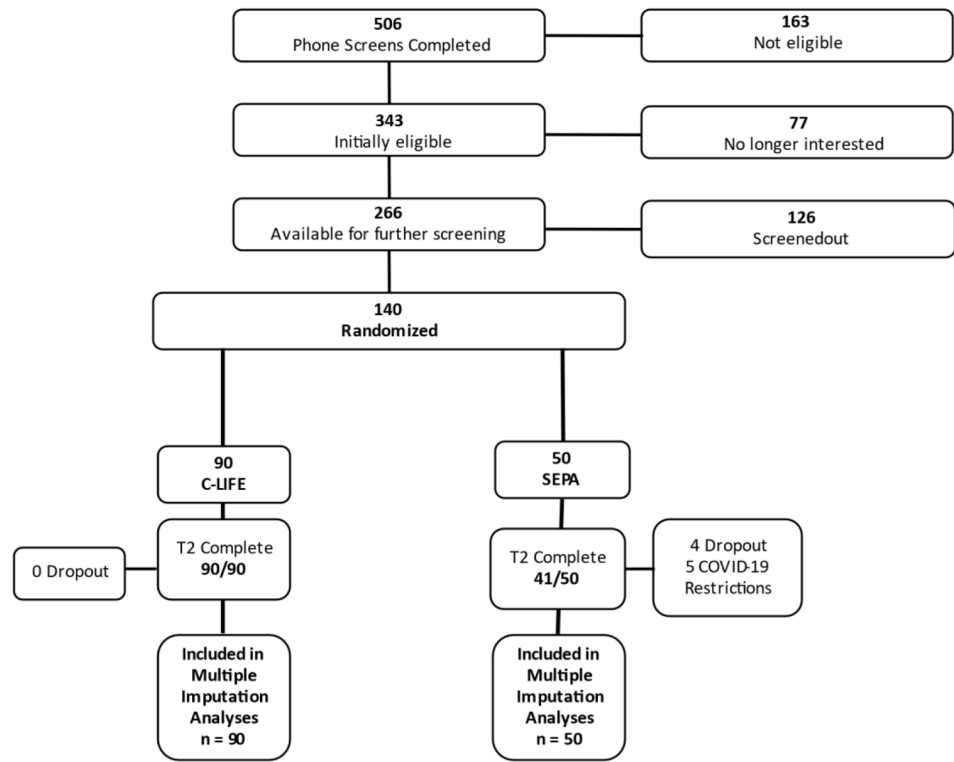 506
Phone Screens Completed
163
Not eligible
343
Initially eligible
77
No longer interested
266
Available for further screening
126
Screenedout
140
Randomized
90
C-LIFE
50
SEPA
0 Dropout
T2 Complete
90/90
T2 Complete
41/50
4 Dropout
5 COVID-19
Restrictions
Included in
Multiple
Imputation
Analyses
n = 90
Included in
Multiple
Imputation
Analyses
n = 50